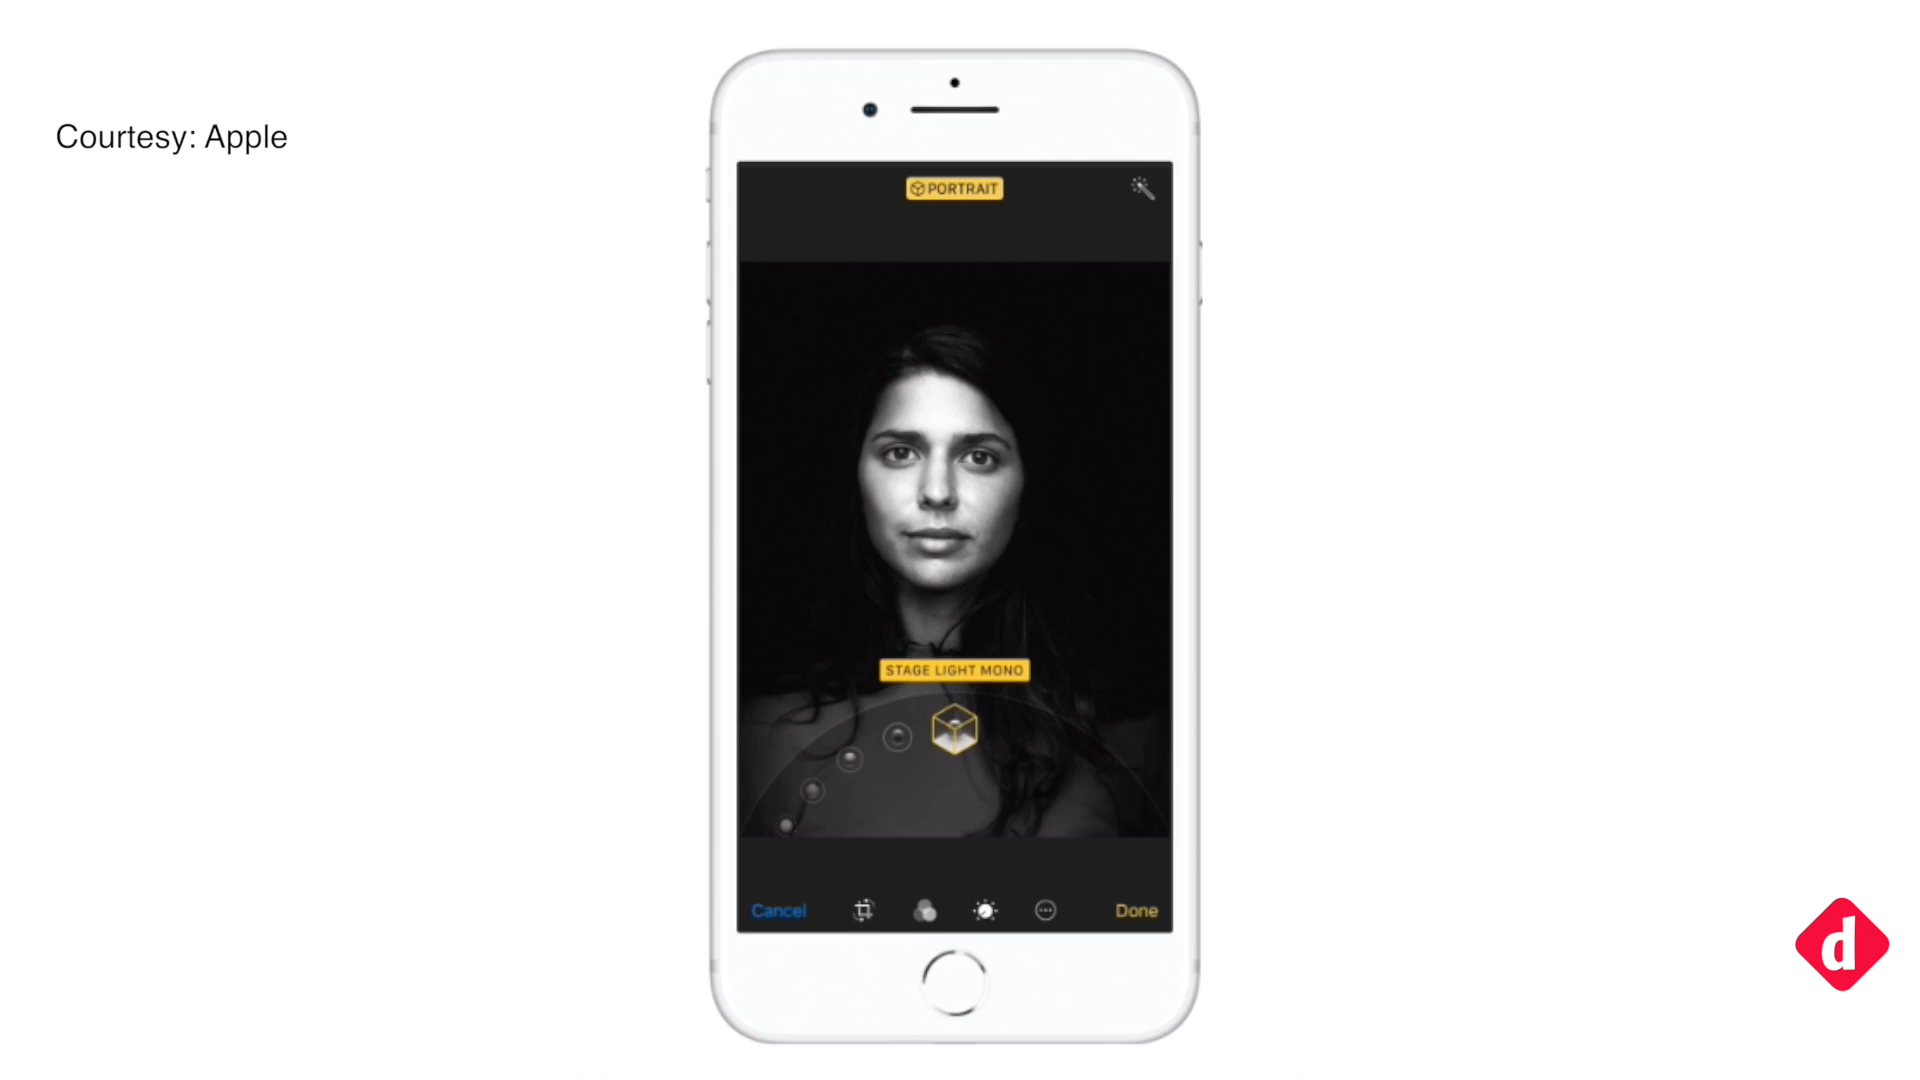 Courtesy: Apple
PORTRAIT
STAGE LIGHT MONO
Cancel
Done
d